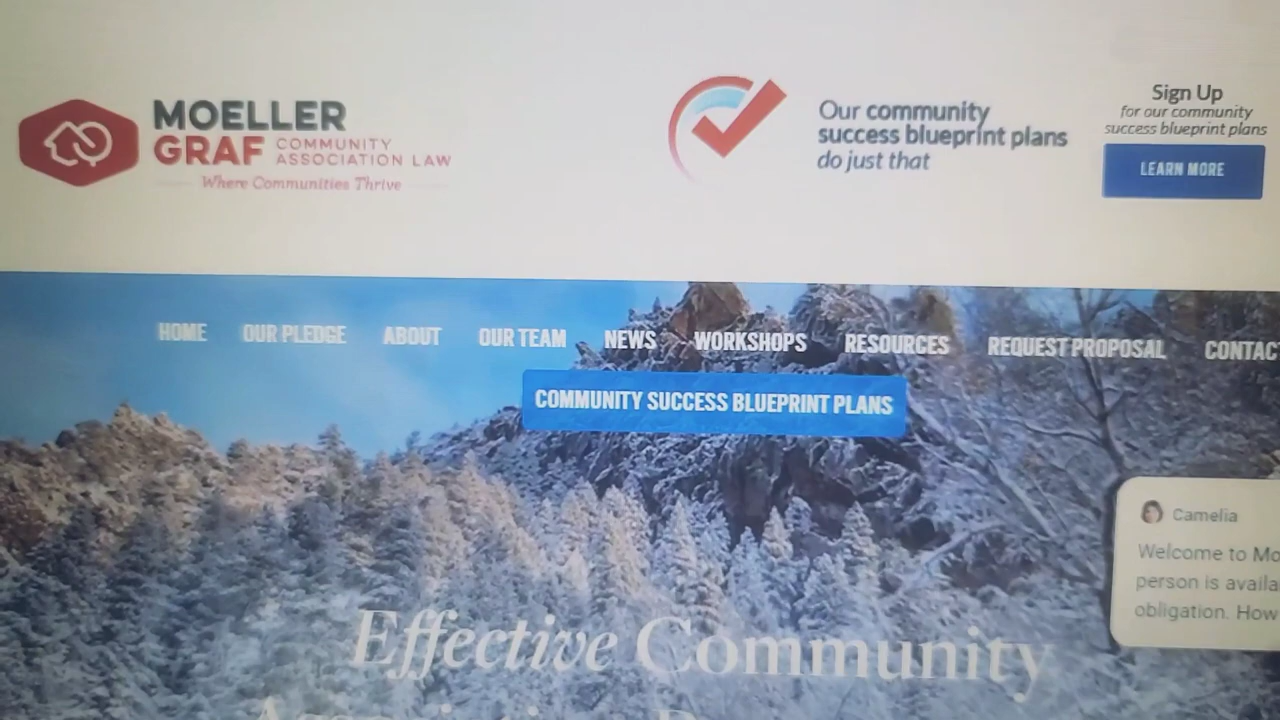 MOELLER
GRAF COMMUNITY
ASSOCIATION LAW
Where Communities Thrive
Our community
success blueprint plans
do just that
Sign Up
for our community
success blueprint plans
LEARN MORE
HOME OUR PLEDGE ABOUT OUR TEAM NEWS WORKSHOPS RESOURCES REQUEST PROPOSAL CONTAC
COMMUNITY SUCCESS BLUEPRINT PLANS
Camelia
Welcome to Mo
person is availa
obligation. How
Effective Community